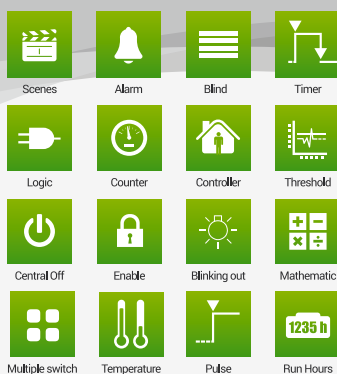 Scenes Alarm Blind Timer
Logic Counter Controller Threshold
Central Off Enable Blinking out Mathematic
1235 h
Multiple switch Temperature Pulse Run Hours